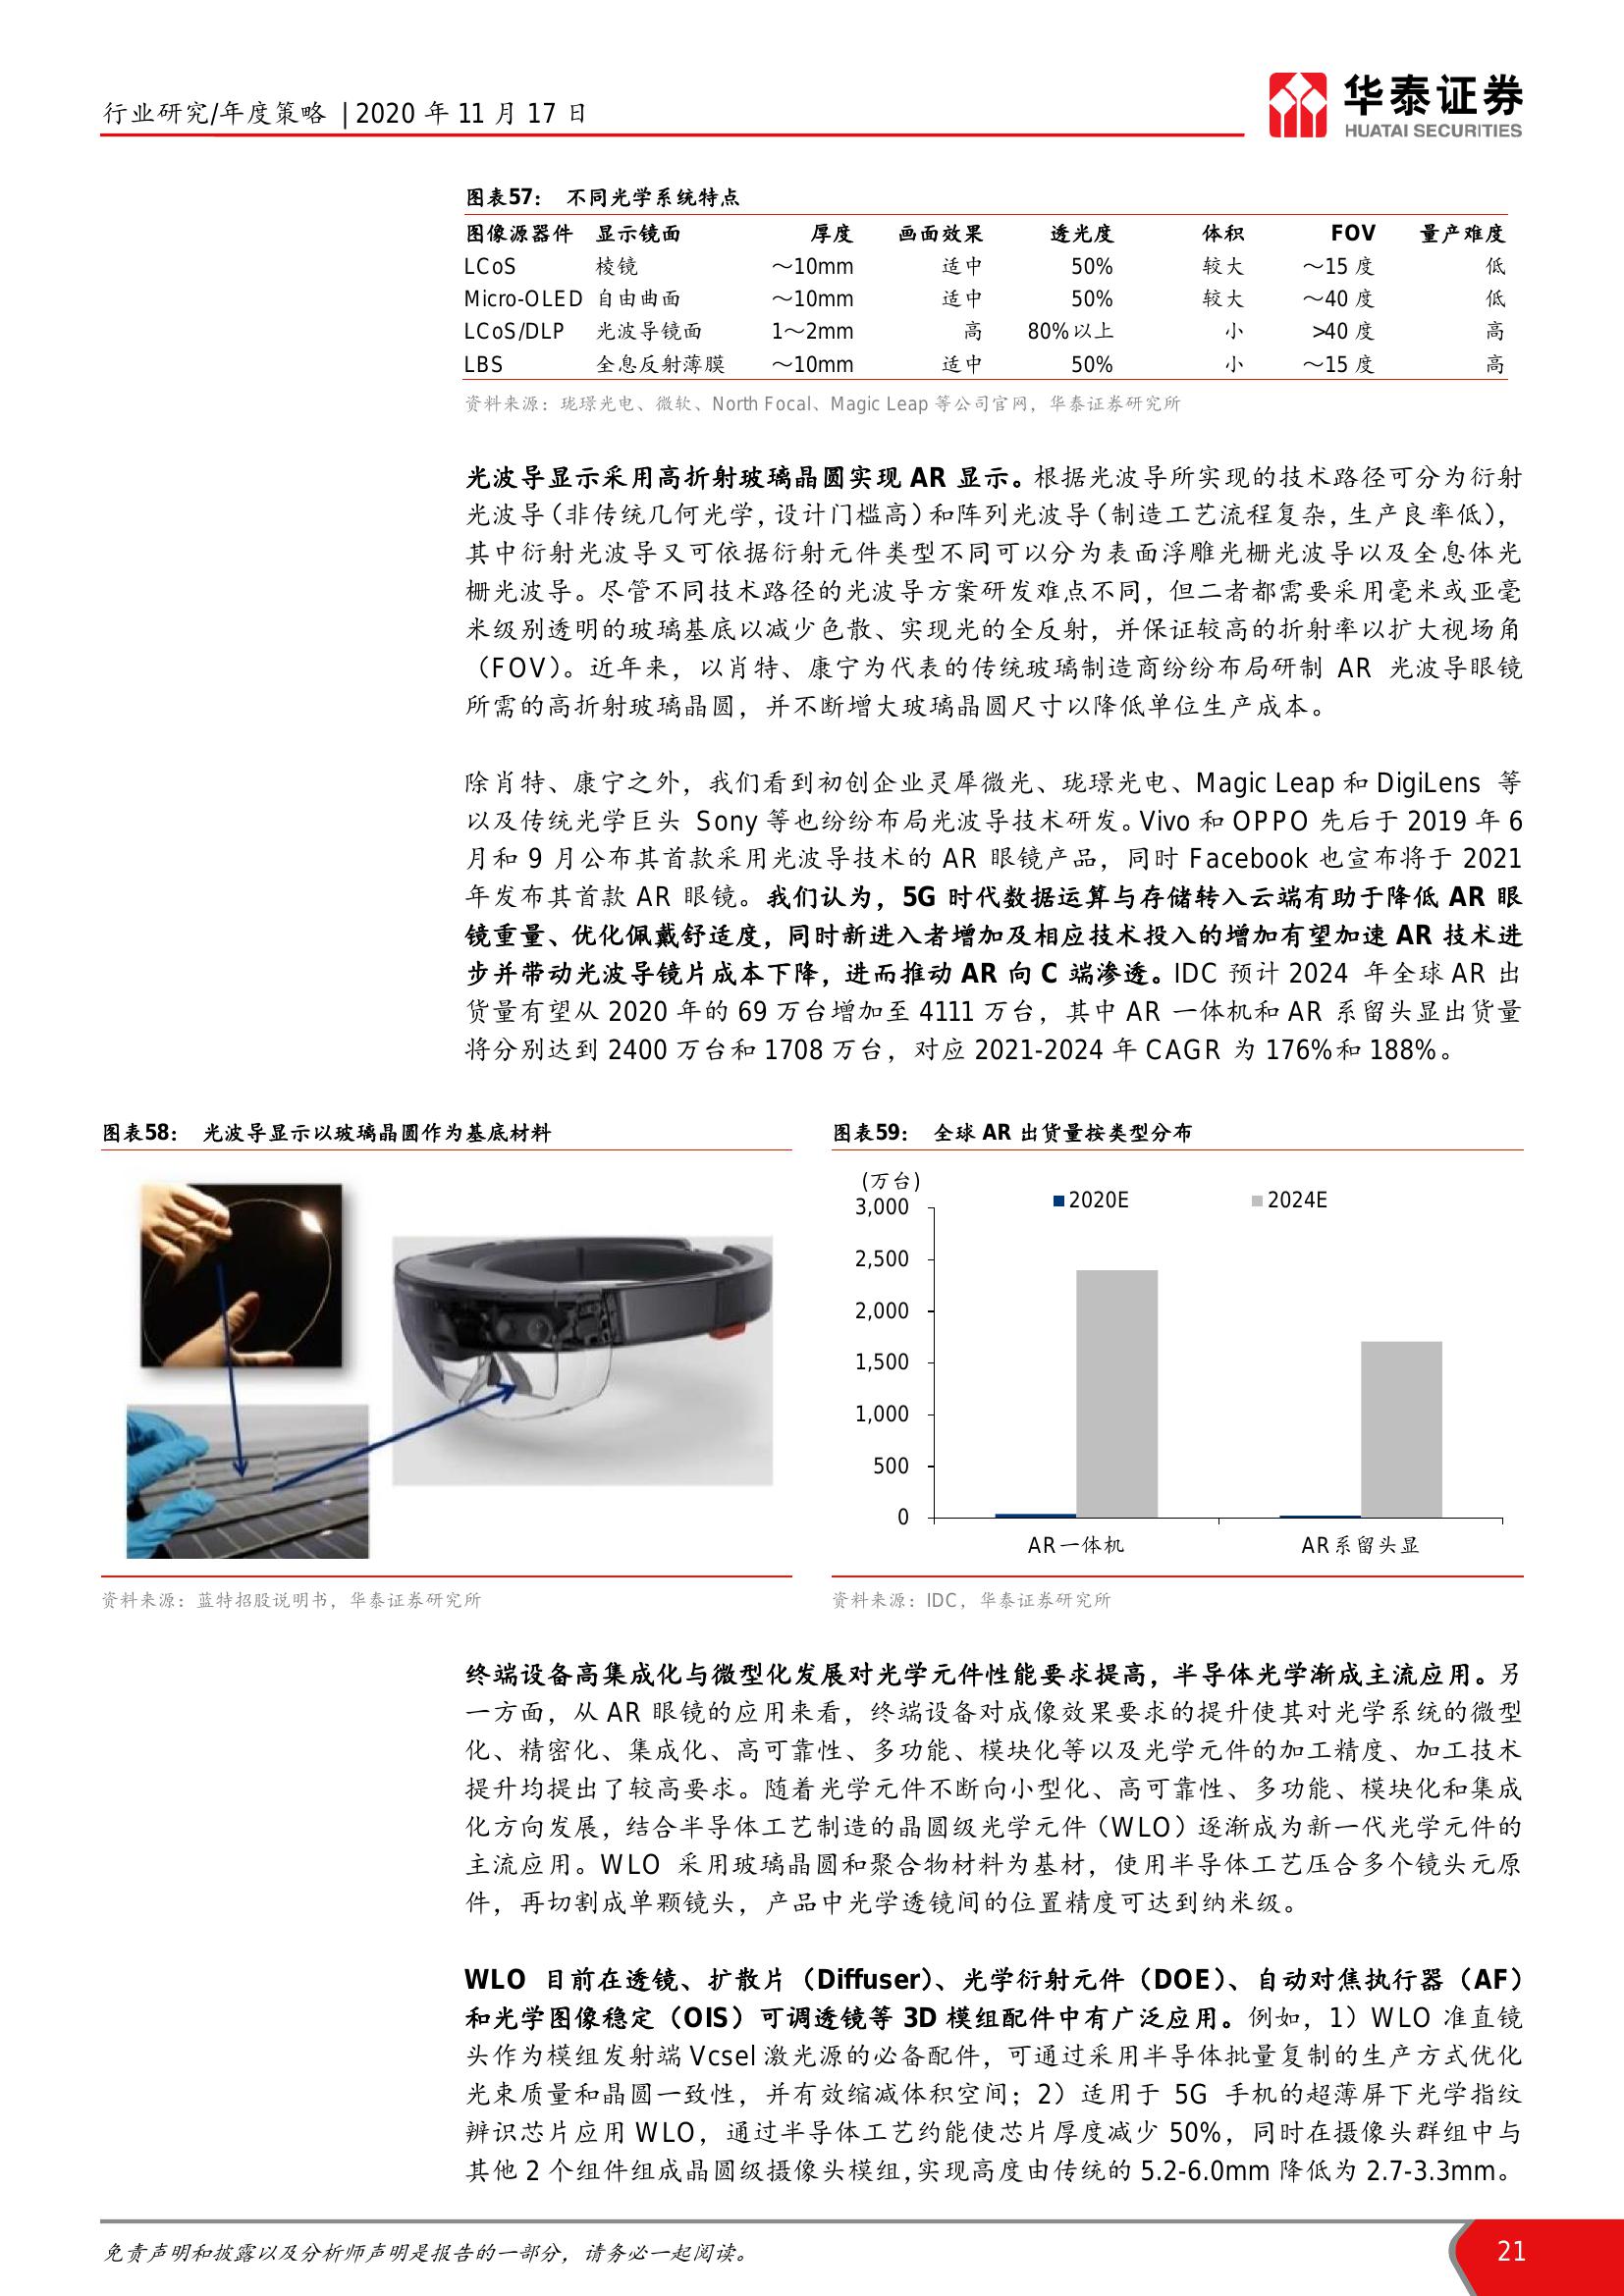 行业研究/年度策略 | 2020 年 11 月 17 日
华泰证券
HUATAI SECURITIES
图表57： 不同光学系统特点
图像源器件 显示镜面 厚度 画面效果 透光度 体积 FOV 量产难度
LCoS 棱镜 ～10mm 适中 50% 较大 ～15 度 低
Micro-OLED 自由曲面 ～10mm 适中 50% 较大 ～40 度 低
LCoS/DLP 光波导镜面 1～2mm 高 80%以上 小 >40 度 高
LBS 全息反射薄膜 ～10mm 适中 50% 小 ～15 度 高
资料来源：珑璟光电、微软、North Focal、Magic Leap 等公司官网，华泰证券研究所
光波导显示采用高折射玻璃晶圆实现 AR 显示。根据光波导所实现的技术路径可分为衍射
光波导（非传统几何光学，设计门槛高）和阵列光波导（制造工艺流程复杂，生产良率低），
其中衍射光波导又可依据衍射元件类型不同可以分为表面浮雕光栅光波导以及全息体光
栅光波导。尽管不同技术路径的光波导方案研发难点不同，但二者都需要采用毫米或亚毫
米级别透明的玻璃基底以减少色散、实现光的全反射，并保证较高的折射率以扩大视场角
（FOV）。近年来，以肖特、康宁为代表的传统玻璃制造商纷纷布局研制 AR 光波导眼镜
所需的高折射玻璃晶圆，并不断增大玻璃晶圆尺寸以降低单位生产成本。
除肖特、康宁之外，我们看到初创企业灵犀微光、珑璟光电、Magic Leap 和 DigiLens 等
以及传统光学巨头 Sony 等也纷纷布局光波导技术研发。Vivo 和 OPPO 先后于 2019 年 6
月和 9 月公布其首款采用光波导技术的 AR 眼镜产品，同时 Facebook 也宣布将于 2021
年发布其首款 AR 眼镜。我们认为，5G 时代数据运算与存储转入云端有助于降低 AR 眼
镜重量、优化佩戴舒适度，同时新进入者增加及相应技术投入的增加有望加速 AR 技术进
步并带动光波导镜片成本下降，进而推动 AR 向 C 端渗透。IDC 预计 2024 年全球 AR 出
货量有望从 2020 年的 69 万台增加至 4111 万台，其中 AR 一体机和 AR 系留头显出货量
将分别达到 2400 万台和 1708 万台，对应 2021-2024 年 CAGR 为 176%和 188%。
图表58： 光波导显示以玻璃晶圆作为基底材料
资料来源：蓝特招股说明书，华泰证券研究所
图表59： 全球 AR 出货量按类型分布
(万台)
2020E 2024E
3,000
2,500
2,000
1,500
1,000
500
0
AR一体机 AR系留头显
资料来源：IDC，华泰证券研究所
终端设备高集成化与微型化发展对光学元件性能要求提高，半导体光学渐成主流应用。另
一方面，从 AR 眼镜的应用来看，终端设备对成像效果要求的提升使其对光学系统的微型
化、精密化、集成化、高可靠性、多功能、模块化等以及光学元件的加工精度、加工技术
提升均提出了较高要求。随着光学元件不断向小型化、高可靠性、多功能、模块化和集成
化方向发展，结合半导体工艺制造的晶圆级光学元件（WLO）逐渐成为新一代光学元件的
主流应用。WLO 采用玻璃晶圆和聚合物材料为基材，使用半导体工艺压合多个镜头元原
件，再切割成单颗镜头，产品中光学透镜间的位置精度可达到纳米级。
WLO 目前在透镜、扩散片（Diffuser）、光学衍射元件（DOE）、自动对焦执行器（AF）
和光学图像稳定（OIS）可调透镜等 3D 模组配件中有广泛应用。例如，1）WLO 准直镜
头作为模组发射端 Vcsel 激光源的必备配件，可通过采用半导体批量复制的生产方式优化
光束质量和晶圆一致性，并有效缩减体积空间；2）适用于 5G 手机的超薄屏下光学指纹
辨识芯片应用 WLO，通过半导体工艺约能使芯片厚度减少 50%，同时在摄像头群组中与
其他 2 个组件组成晶圆级摄像头模组，实现高度由传统的 5.2-6.0mm 降低为 2.7-3.3mm。
免责声明和披露以及分析师声明是报告的一部分，请务必一起阅读。
21